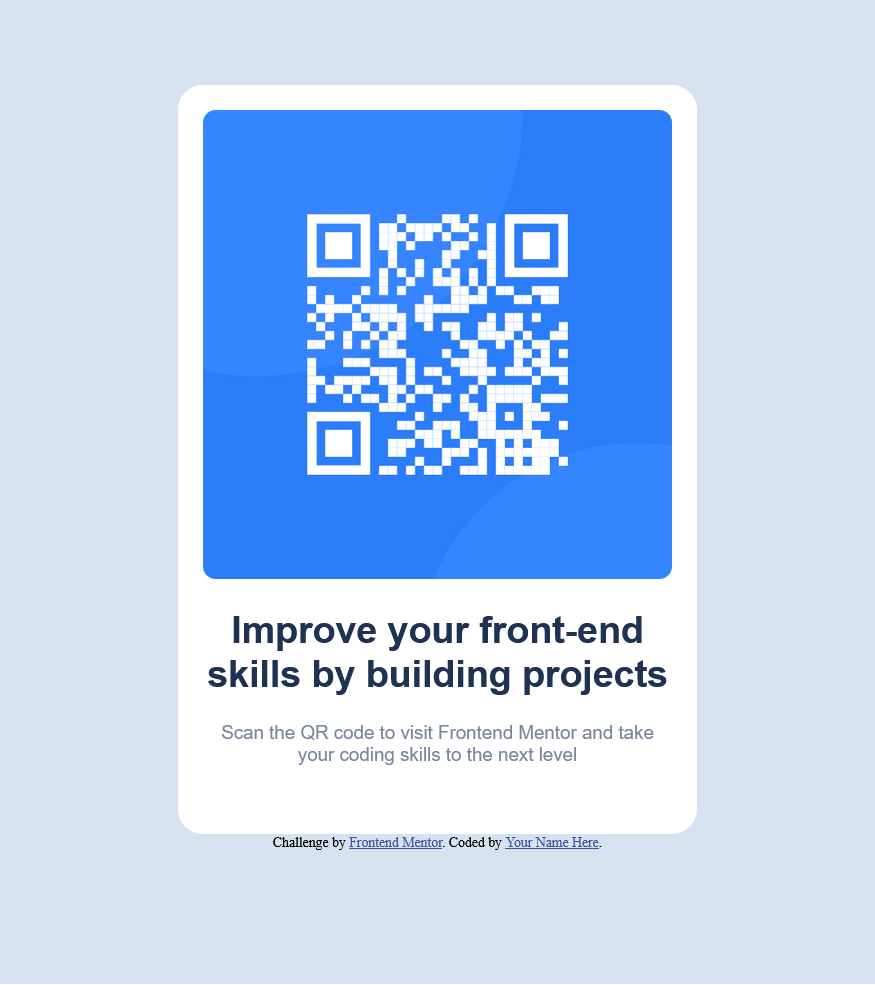 Improve your front-end
skills by building projects
Scan the QR code to visit Frontend Mentor and take
your coding skills to the next level
Challenge by Frontend Mentor. Coded by Your Name Here.